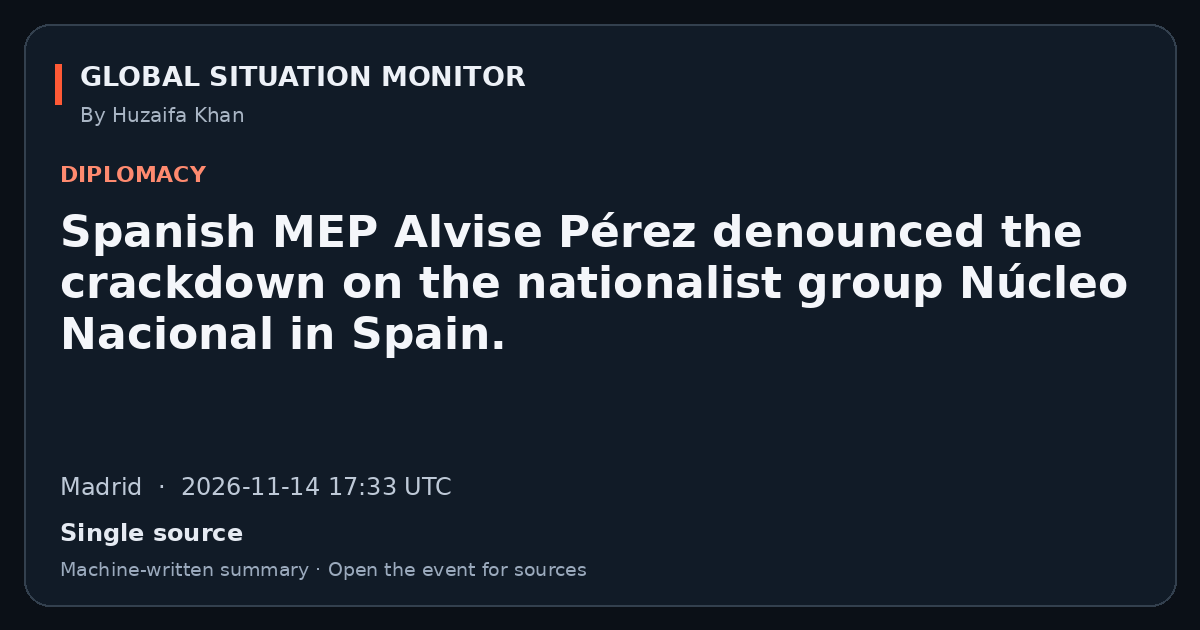 GLOBAL SITUATION MONITOR
By Huzaifa Khan
DIPLOMACY
Spanish MEP Alvise Pérez denounced the
crackdown on the nationalist group Núcleo
Nacional in Spain.
Madrid · 2026-11-14 17:33 UTC
Single source
Machine-written summary · Open the event for sources